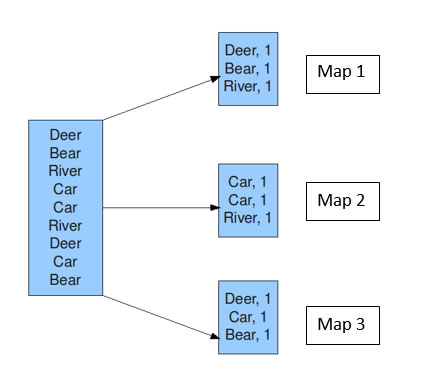 Deer
Bear
River
Car
Car
River
Deer
Car
Bear
Deer, 1
Bear, 1
River, 1
Map 1
Car, 1
Car, 1
River, 1
Map 2
Deer, 1
Car, 1
Bear, 1
Map 3